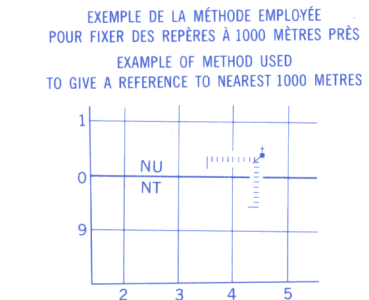 EXEMPLE DE LA MÉTHODE EMPLOYÉE
POUR FIXER DES REPÈRES À 1000 MÈTRES PRÈS
EXAMPLE OF METHOD USED
TO GIVE A REFERENCE TO NEAREST 1000 METRES
1
NU
0
NT
9
2 3 4 5